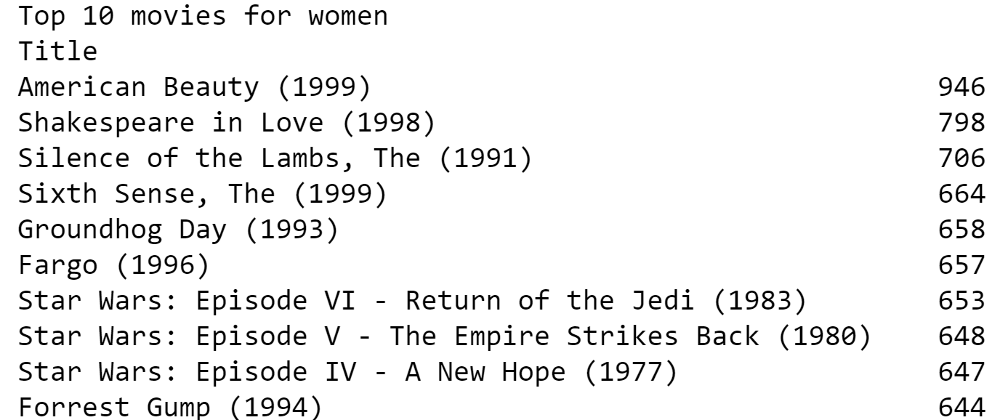 Top 10 movies for women
Title
American Beauty (1999) 946
Shakespeare in Love (1998) 798
Silence of the Lambs, The (1991) 706
Sixth Sense, The (1999) 664
Groundhog Day (1993) 658
Fargo (1996) 657
Star Wars: Episode VI - Return of the Jedi (1983) 653
Star Wars: Episode V - The Empire Strikes Back (1980) 648
Star Wars: Episode IV - A New Hope (1977) 647
Forrest Gump (1994) 644